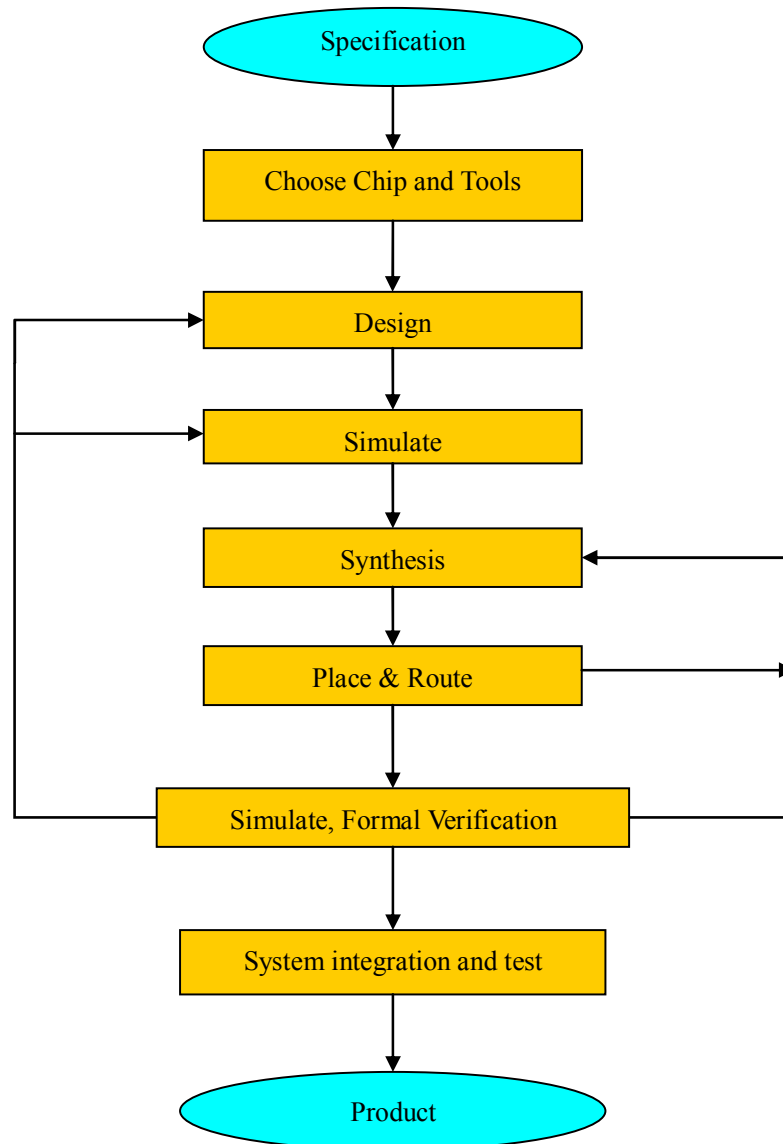 Specification
Choose Chip and Tools
Design
Simulate
Synthesis
Place & Route
Simulate, Formal Verification
System integration and test
Product